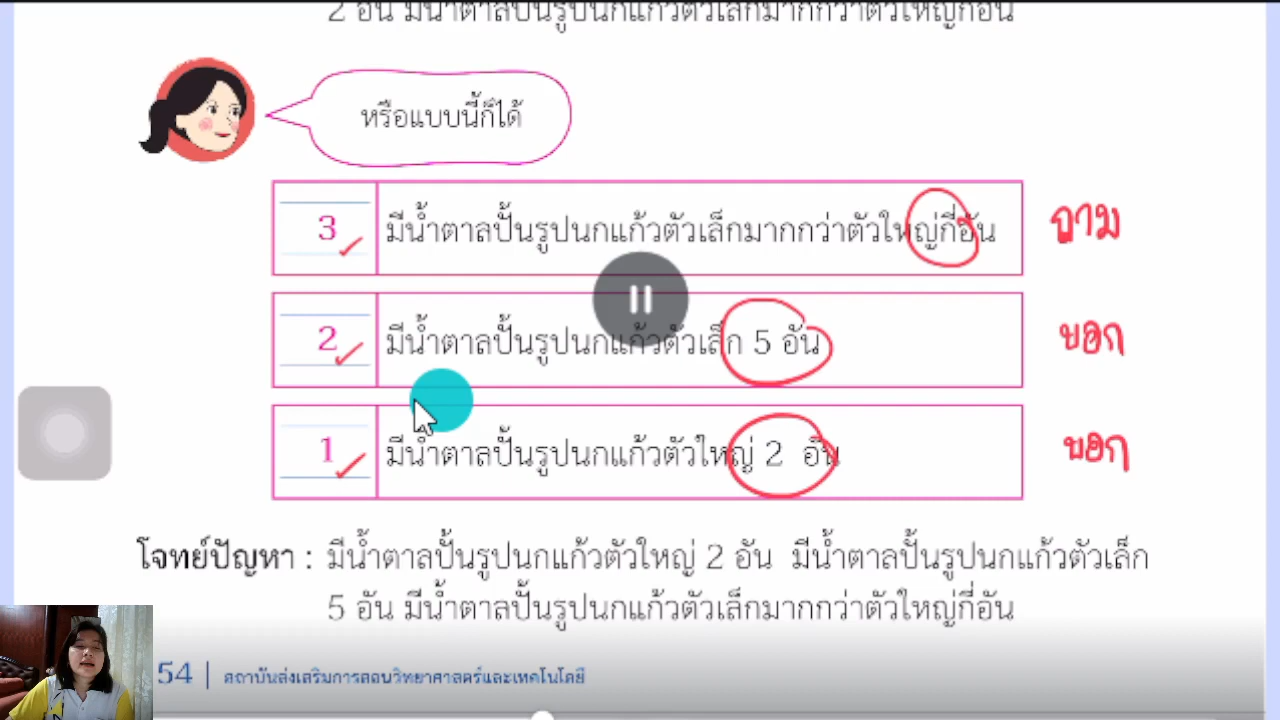 2 อัน มีน้ำตาลปั้นรูปนกแก้วตัวเล็กมากกว่าตัวใหญ่กี่อัน
หรือแบบนี้ก็ได้
3 มีน้ำตาลปั้นรูปนกแก้วตัวเล็กมากกว่าตัวใหญ่กี่อัน ถาม
2 มีน้ำตาลปั้นรูปนกแก้วตัวเล็ก 5 อัน บอก
1 มีน้ำตาลปั้นรูปนกแก้วตัวใหญ่ 2 อัน บอก
โจทย์ปัญหา : มีน้ำตาลปั้นรูปนกแก้วตัวใหญ่ 2 อัน มีน้ำตาลปั้นรูปนกแก้วตัวเล็ก
5 อัน มีน้ำตาลปั้นรูปนกแก้วตัวเล็กมากกว่าตัวใหญ่กี่อัน
54 | สถาบันส่งเสริมการสอนวิทยาศาสตร์และเทคโนโลยี